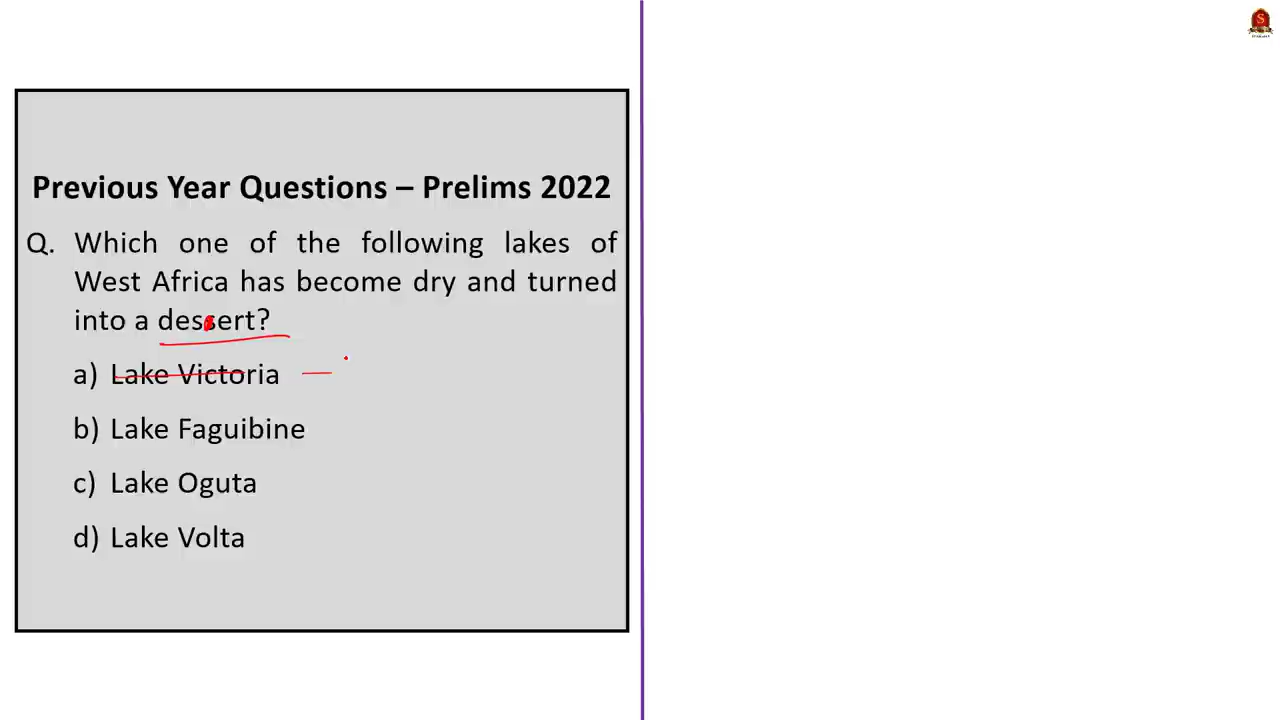 Previous Year Questions – Prelims 2022
Q. Which one of the following lakes of
West Africa has become dry and turned
into a dessert?
a) Lake Victoria
b) Lake Faguibine
c) Lake Oguta
d) Lake Volta